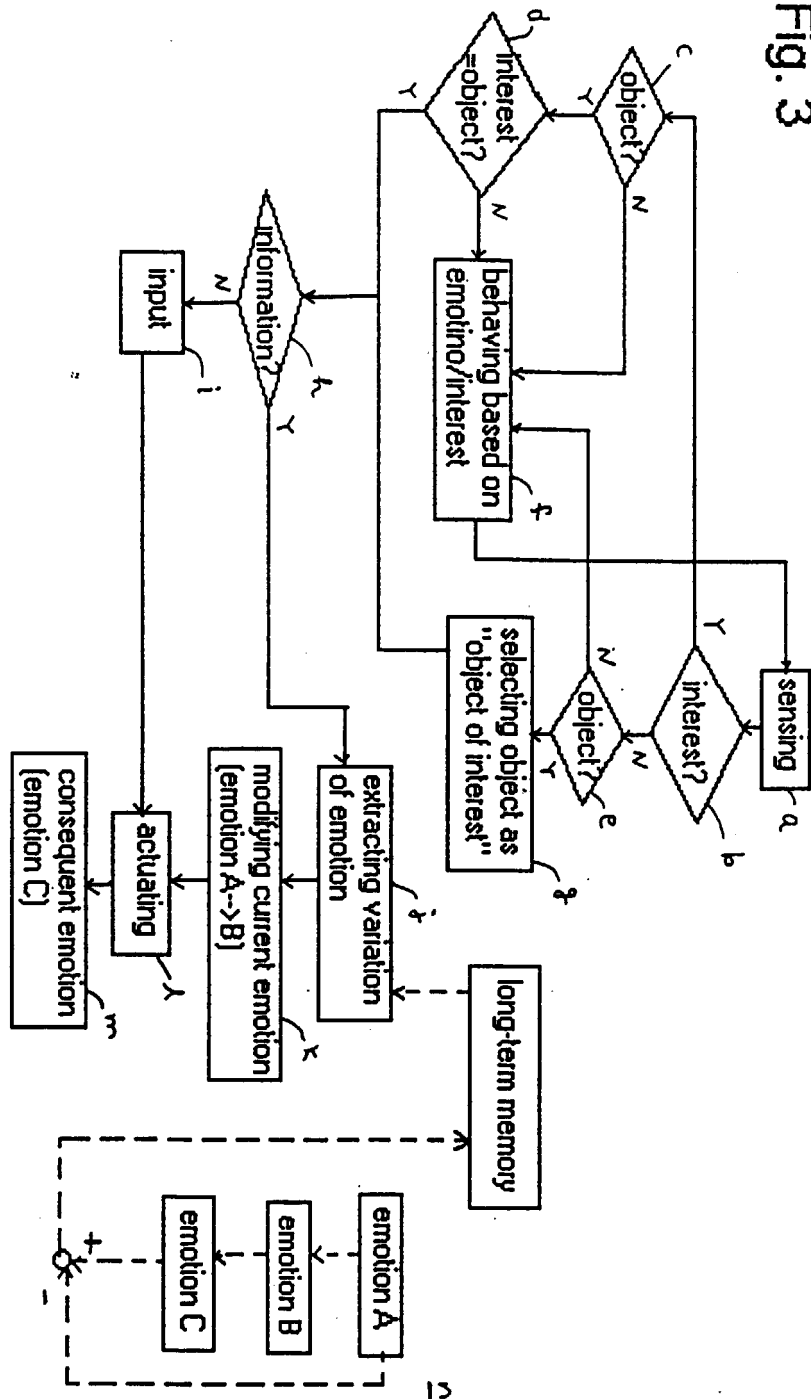 Fig. 3
sensing
a
interest?
b
Y
N
object?
c
Y
N
interest
=object?
d
Y
N
object?
e
N
Y
behaving based on
emotino/interest
f
selecting object as
"object of interest"
g
information?
h
N
Y
input
i
extracting variation
of emotion
j
modifying current emotion
(emotion A-->B)
k
actuating
l
consequent emotion
(emotion C)
m
long-term memory
emotion A
emotion B
emotion C
+
-
n